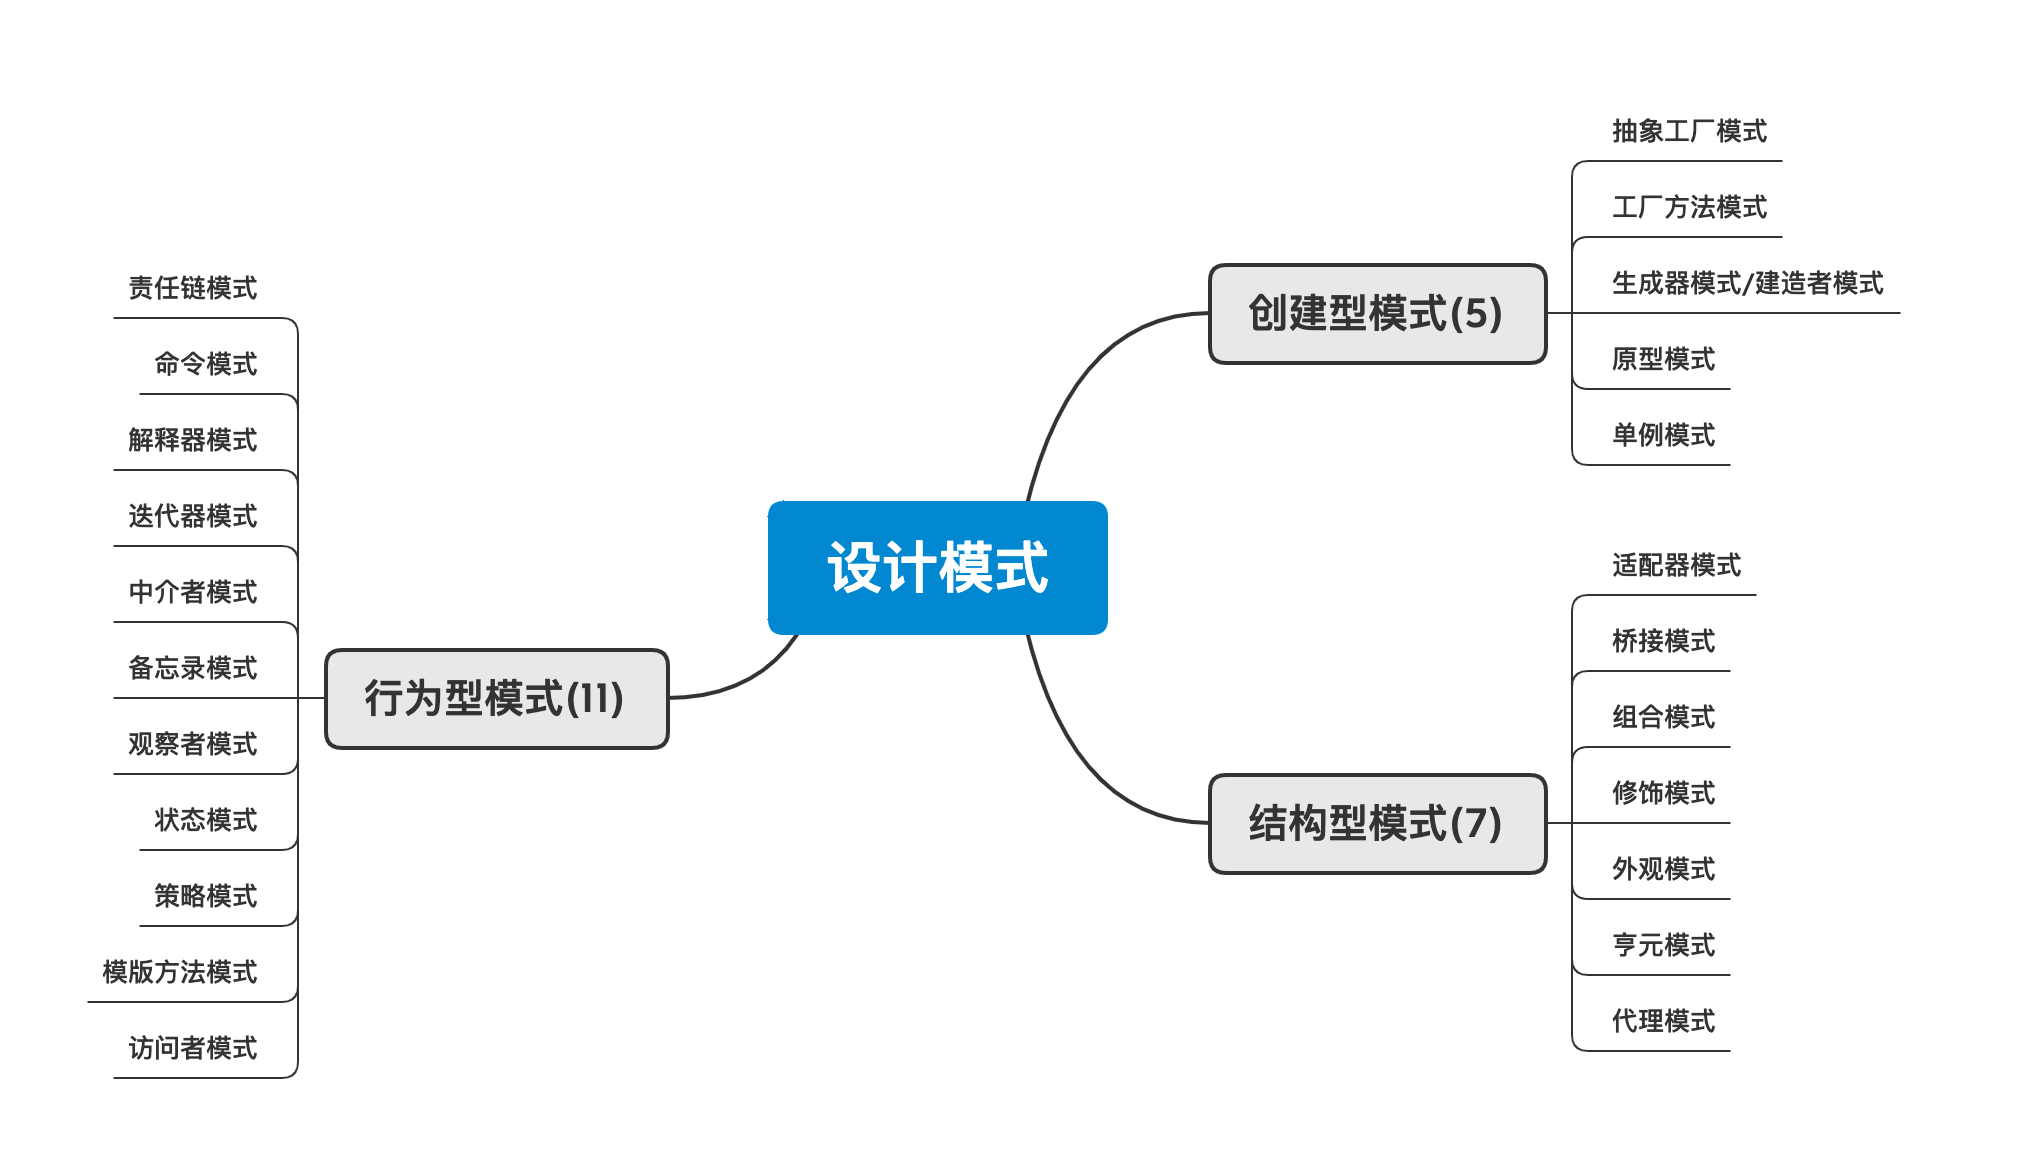 设计模式
创建型模式(5)
抽象工厂模式
工厂方法模式
生成器模式/建造者模式
原型模式
单例模式
结构型模式(7)
适配器模式
桥接模式
组合模式
修饰模式
外观模式
亨元模式
代理模式
行为型模式(11)
责任链模式
命令模式
解释器模式
迭代器模式
中介者模式
备忘录模式
观察者模式
状态模式
策略模式
模版方法模式
访问者模式